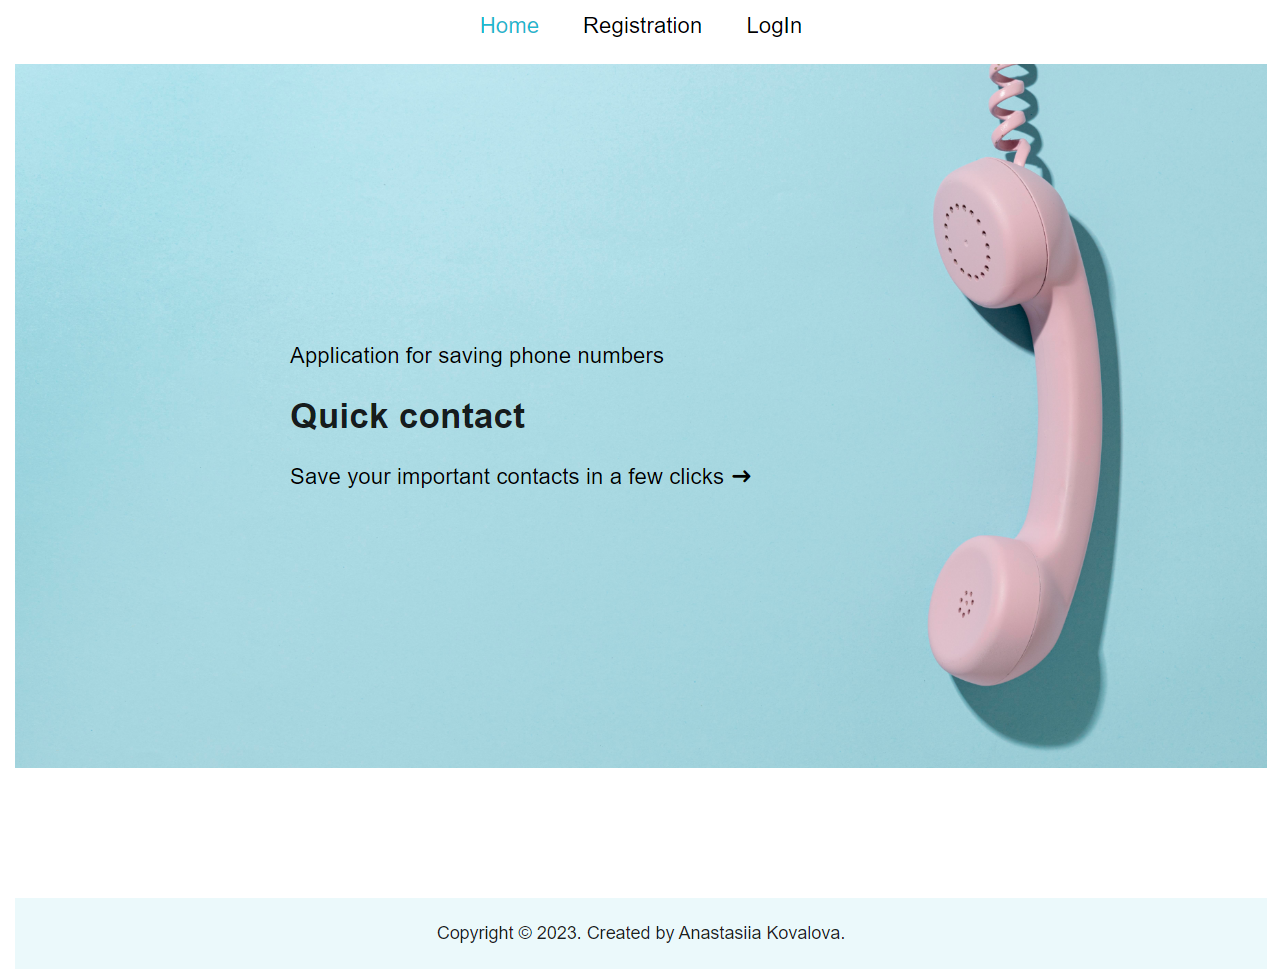 Home Registration LogIn
Application for saving phone numbers
Quick contact
Save your important contacts in a few clicks →
Copyright © 2023. Created by Anastasiia Kovalova.